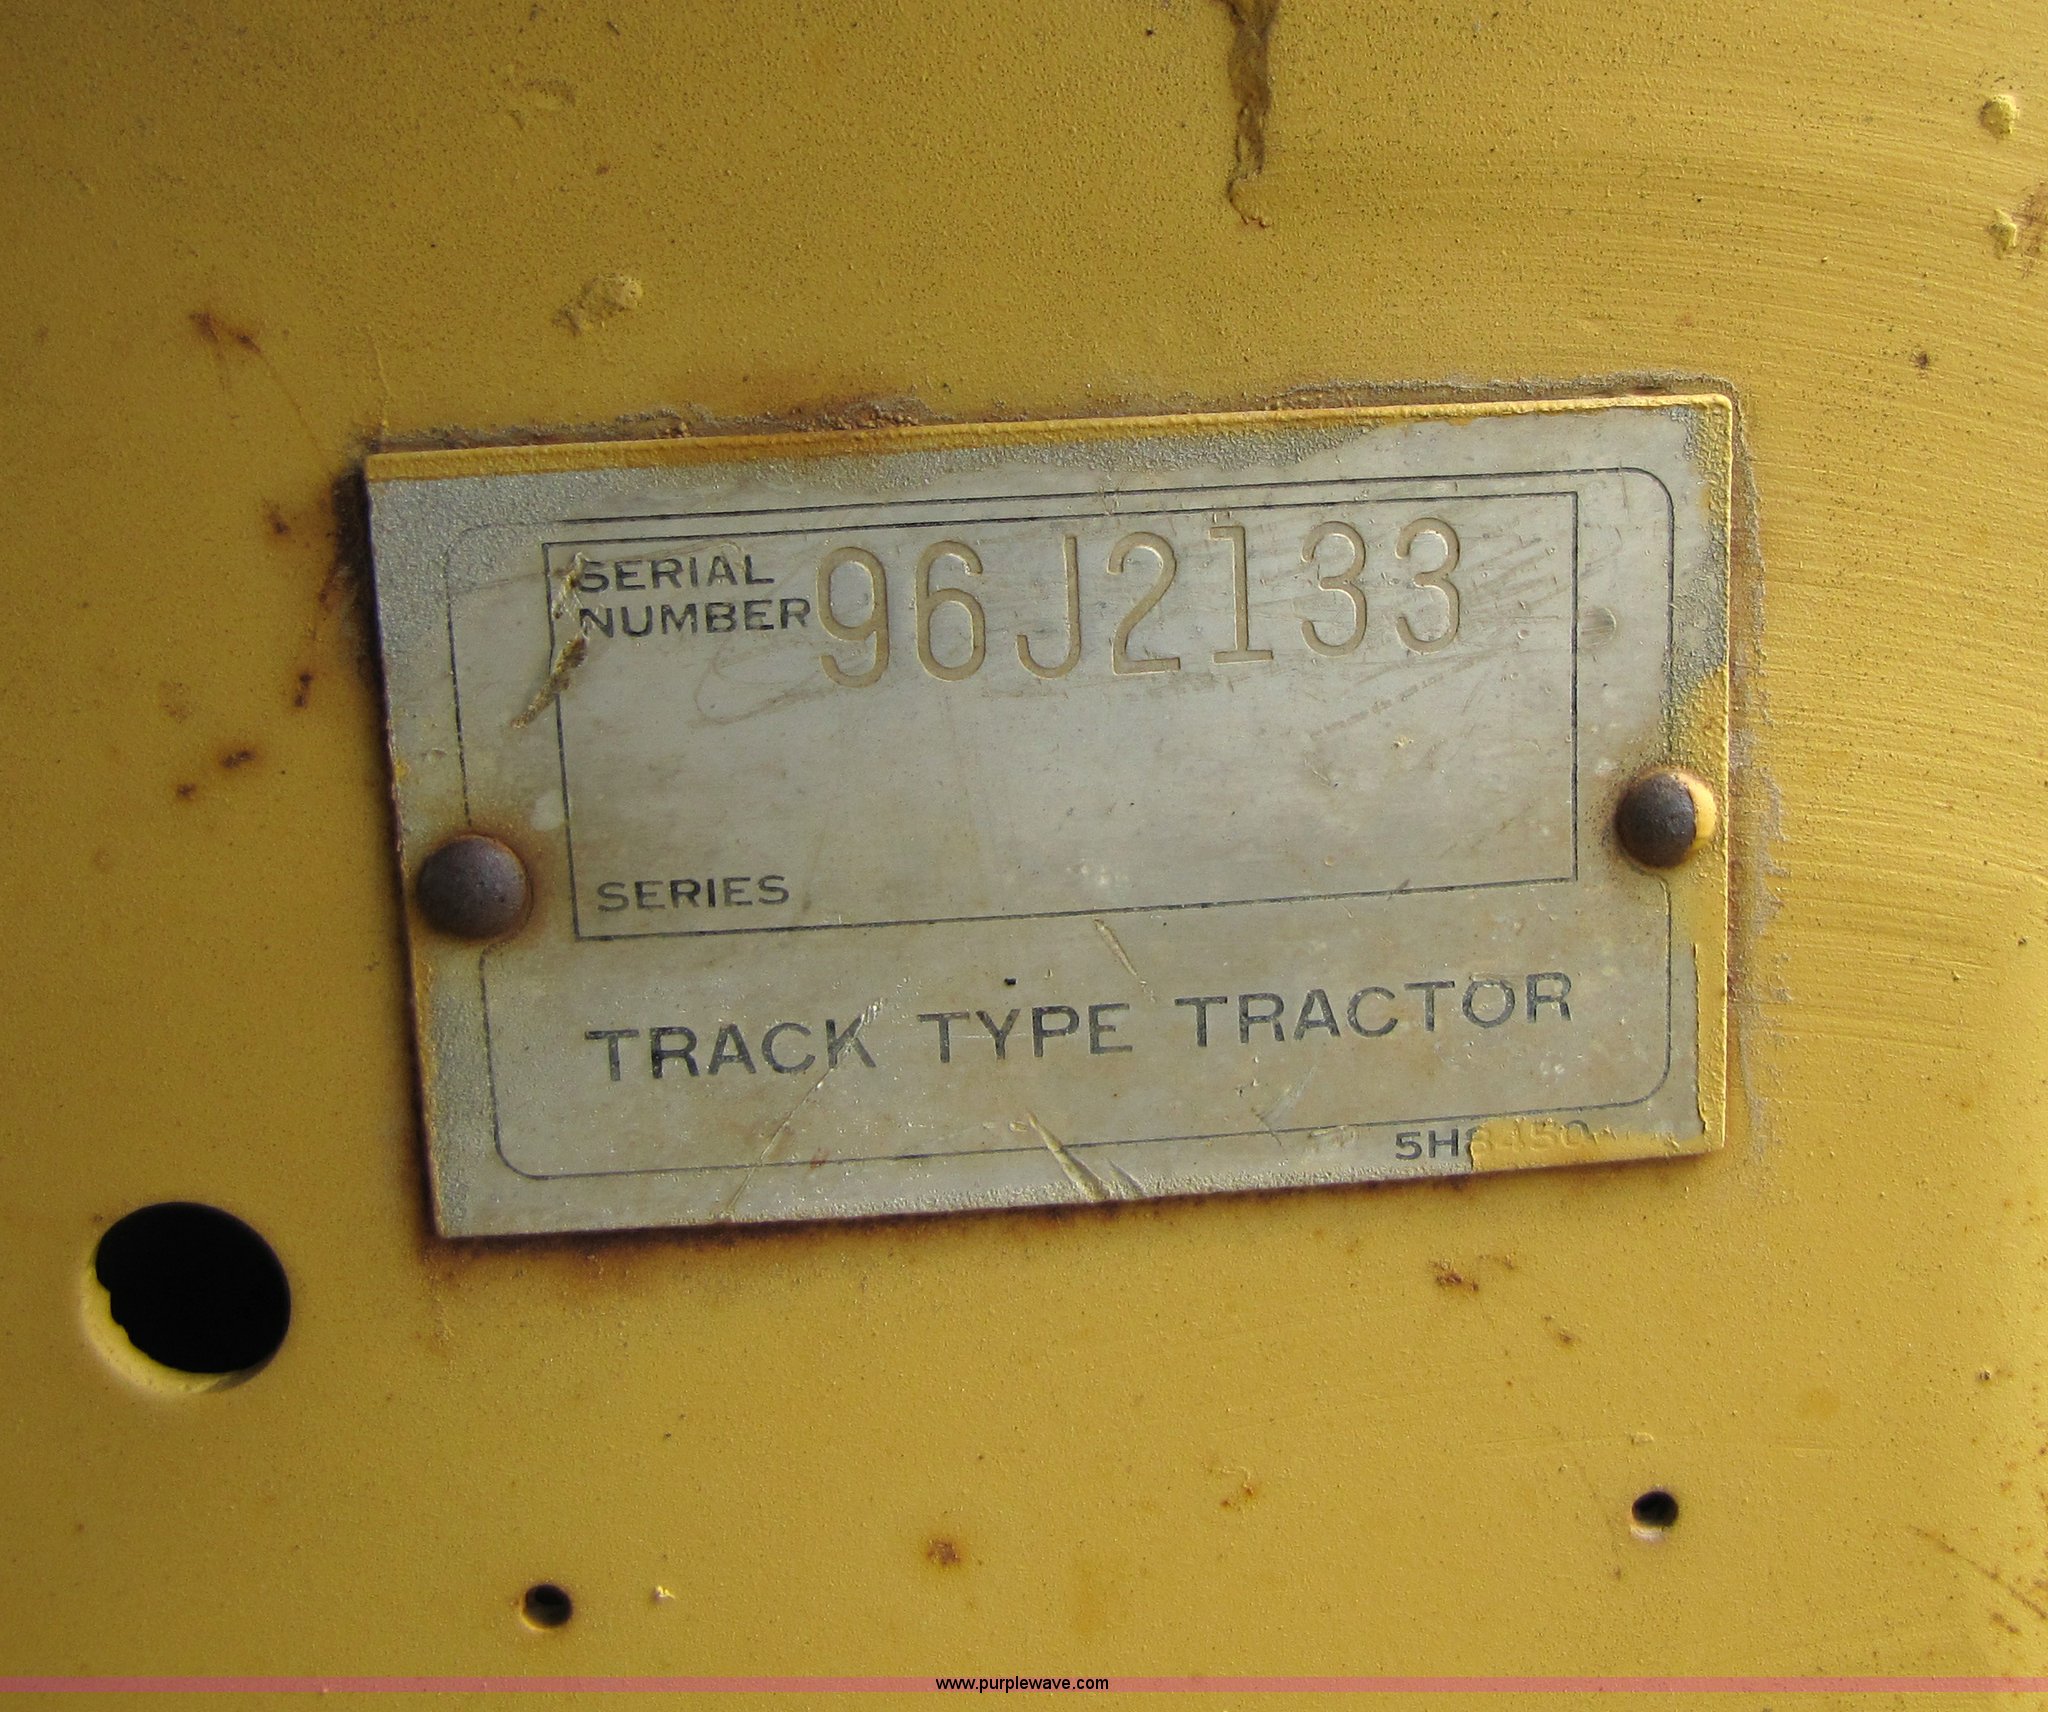 SERIAL
NUMBER 96J2133
SERIES
TRACK TYPE TRACTOR
www.purplewave.com